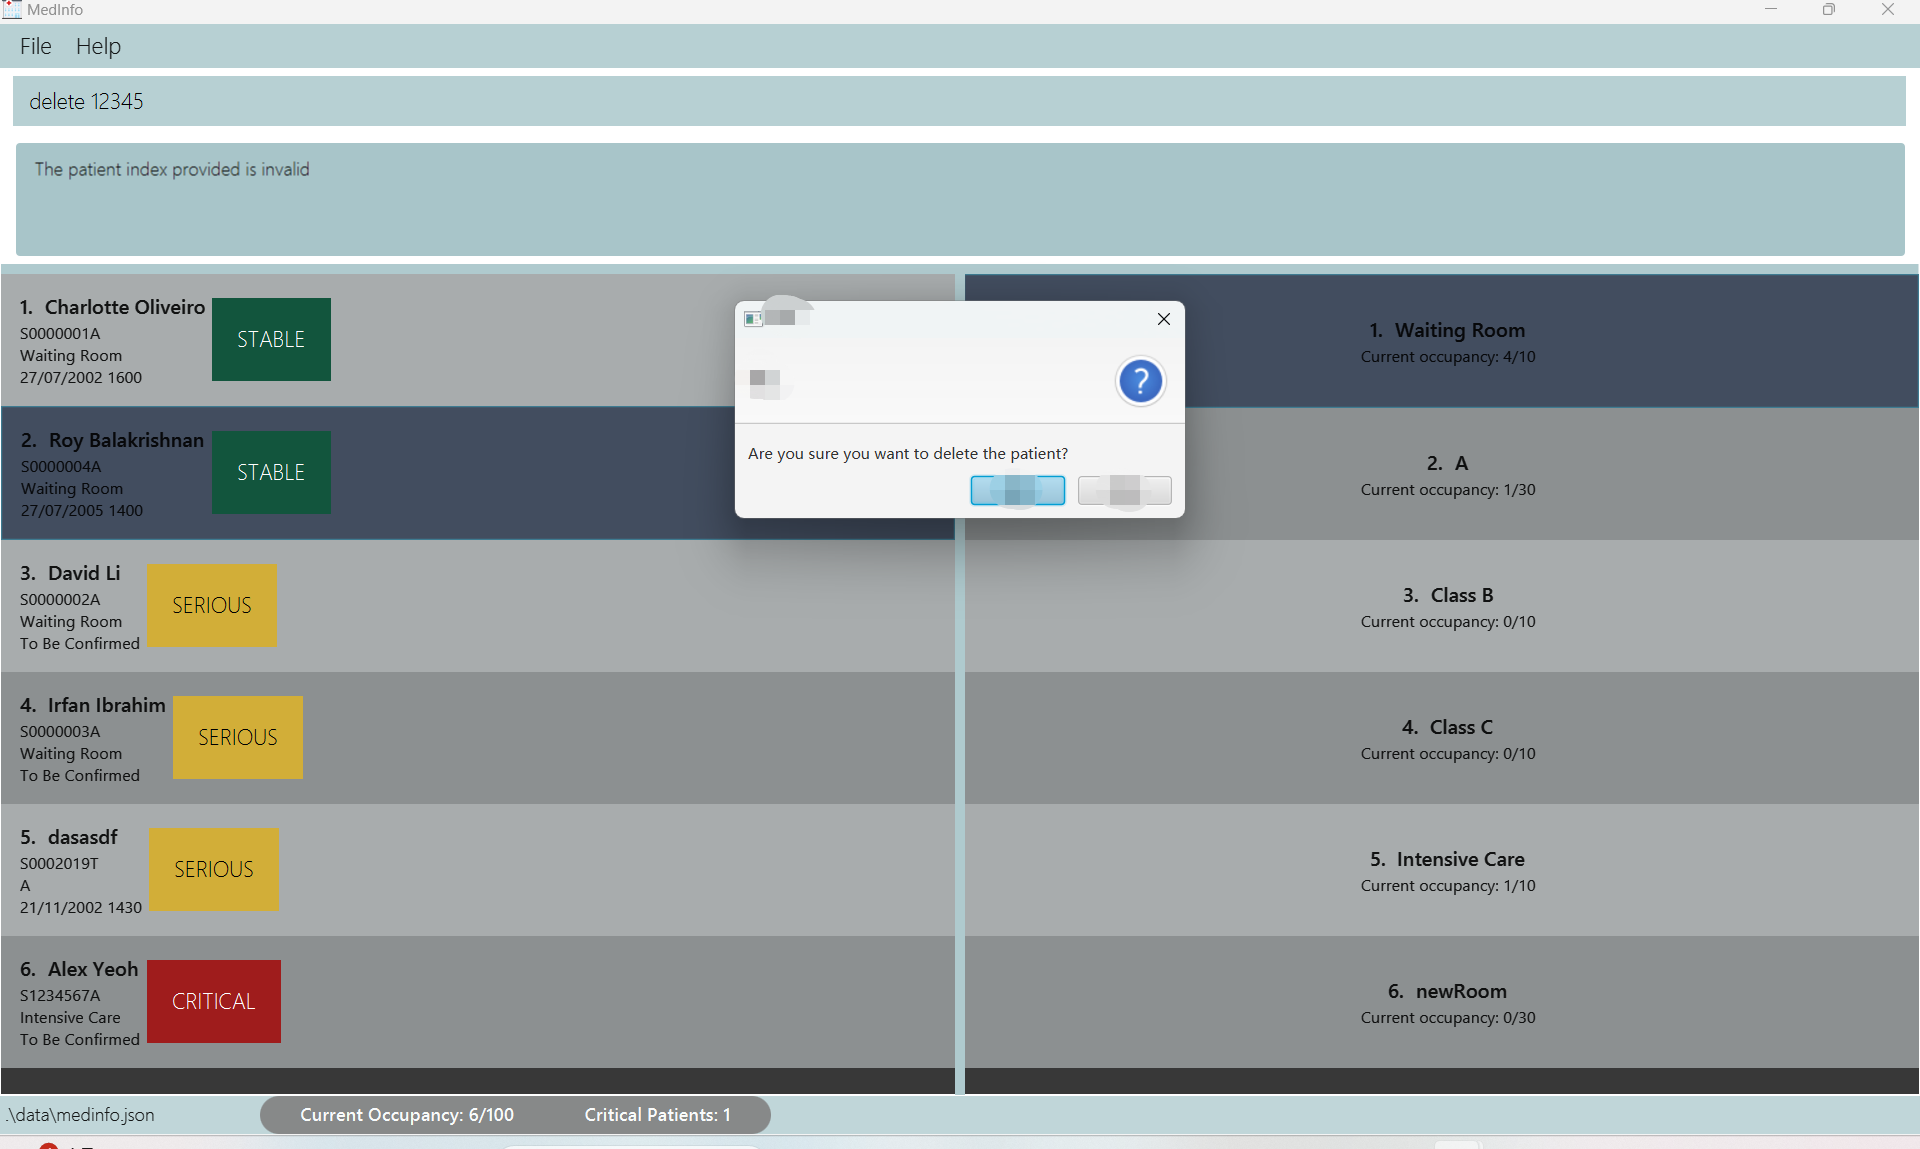 MedInfo
File Help
delete 12345
The patient index provided is invalid
1. Charlotte Oliveiro
S0000001A
Waiting Room
27/07/2002 1600
STABLE
2. Roy Balakrishnan
S0000004A
Waiting Room
27/07/2005 1400
STABLE
3. David Li
S0000002A
Waiting Room
To Be Confirmed
SERIOUS
4. Irfan Ibrahim
S0000003A
Waiting Room
To Be Confirmed
SERIOUS
5. dasasdf
S0002019T
A
21/11/2002 1430
SERIOUS
6. Alex Yeoh
S1234567A
Intensive Care
To Be Confirmed
CRITICAL
?
Are you sure you want to delete the patient?
1. Waiting Room
Current occupancy: 4/10
2. A
Current occupancy: 1/30
3. Class B
Current occupancy: 0/10
4. Class C
Current occupancy: 0/10
5. Intensive Care
Current occupancy: 1/10
6. newRoom
Current occupancy: 0/30
.\data\medinfo.json
Current Occupancy: 6/100
Critical Patients: 1